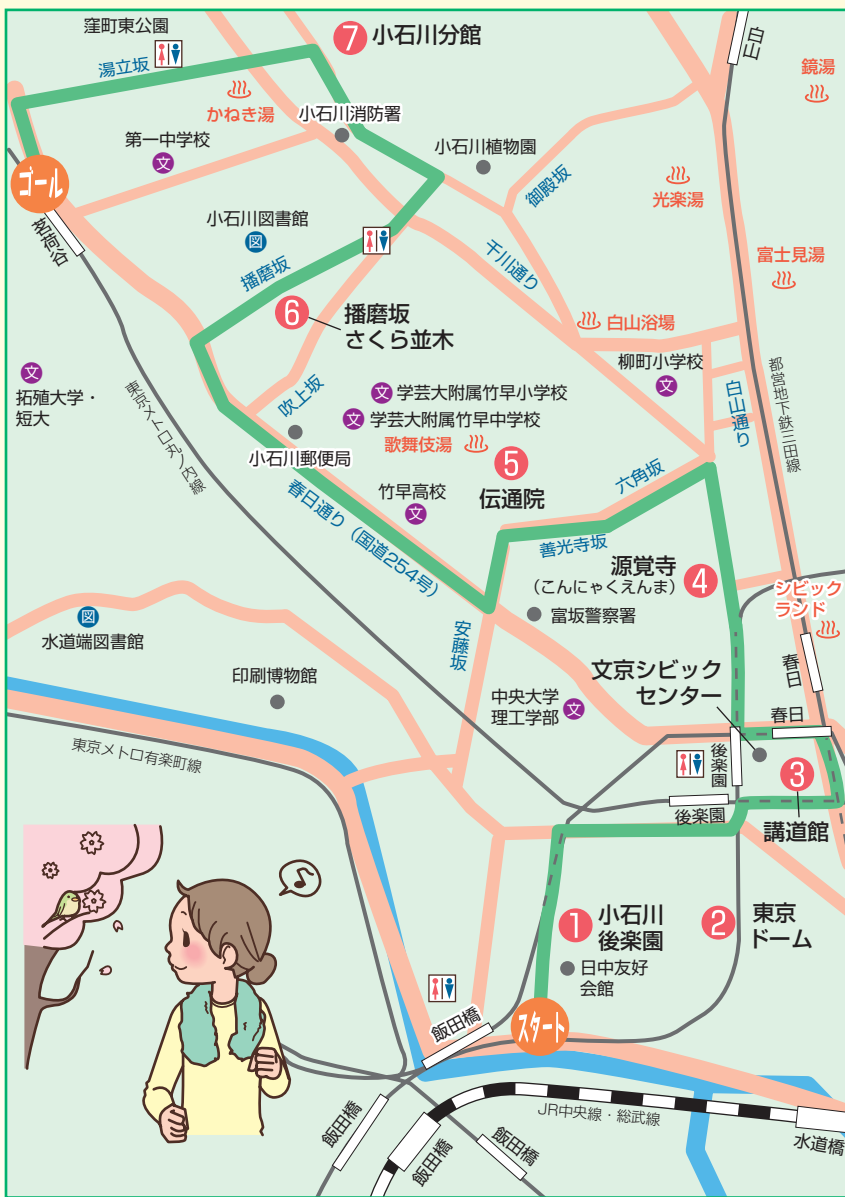 窪町東公園
7 小石川分館
湯立坂
白山
鏡湯
かねき湯
小石川消防署
第一中学校
文
小石川植物園
ゴール
御殿坂
光楽湯
茗荷谷
小石川図書館
図
播磨坂
千川通り
富士見湯
6 播磨坂
さくら並木
白山浴場
柳町小学校
文
文
拓殖大学・
短大
東京メトロ丸ノ内線
吹上坂
文 学芸大附属竹早小学校
文 学芸大附属竹早中学校
白山通り
都営地下鉄三田線
小石川郵便局
歌舞伎湯
5
伝通院
六角坂
竹早高校
文
春日通り（国道254号）
善光寺坂
源覚寺
（こんにゃくえんま）
4
シビック
ランド
図
水道端図書館
安藤坂
富坂警察署
印刷博物館
文京シビック
センター
春日
中央大学
理工学部
文
春日
後楽園
東京メトロ有楽町線
3
講道館
後楽園
1 小石川
後楽園
2 東京
ドーム
日中友好
会館
スタート
飯田橋
JR中央線・総武線
水道橋
飯田橋
飯田橋
飯田橋